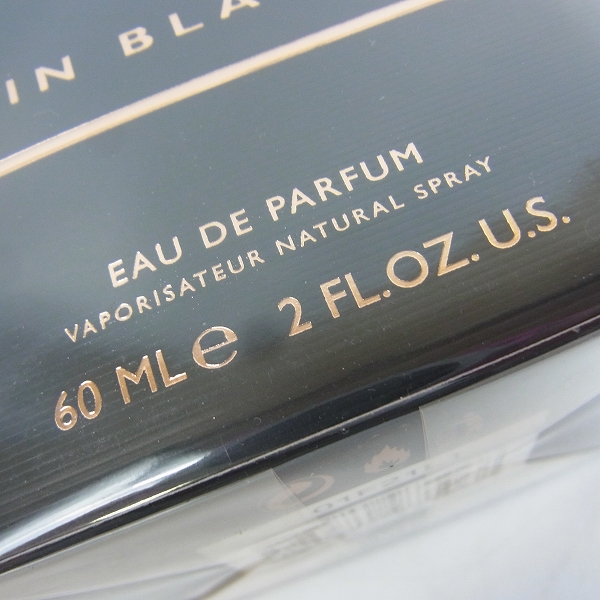 IN BLA
EAU DE PARFUM
VAPORISATEUR NATURAL SPRAY
60 ML e 2 FL.OZ. U.S.